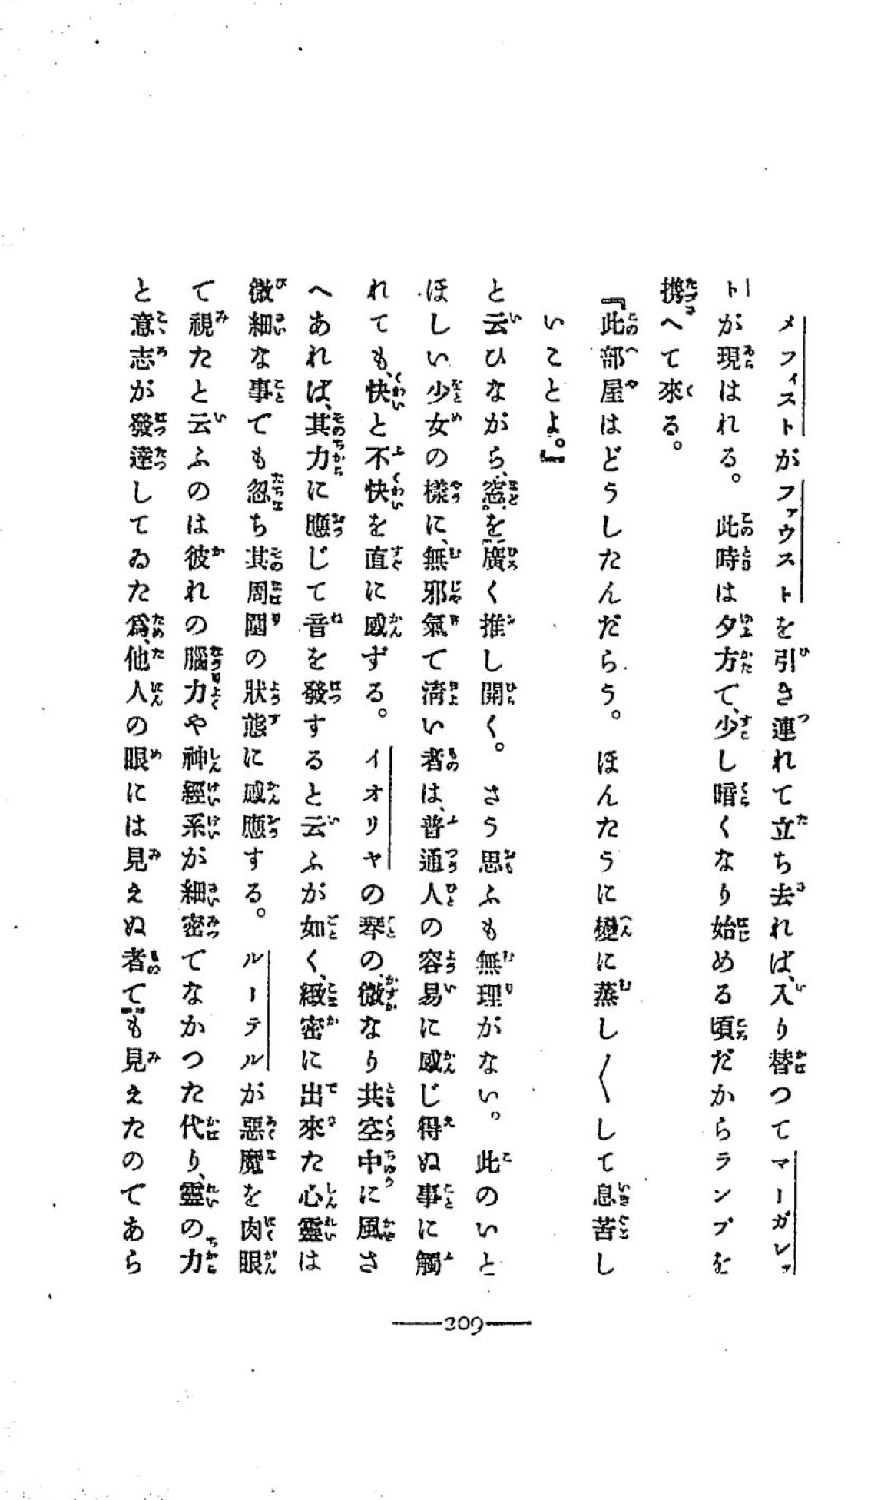 メフィストがファウストを引き連れて立ち去れば、入り替つてマーガレァ
トが現はれる。此時は夕方で、少し暗くなり始める頃だからランプを
携へて來る。
『此部屋はどうしたんだらう。ほんたうに變に蒸し〱して息苦し
いことよ。』
と云ひながら、窓を廣く推し開く。さう思ふも無理がない。此のいと
ほしい少女の樣に、無邪氣で淸い者は、普通人の容易に感じ得ぬ事に觸
れても、快と不快を直に感ずる。イオリヤの琴の、微なり共空中に風さ
へあれば、其力に應じて音を發すると云ふが如く、緻密に出來た心靈は
微細な事でも忽ち其周圍の狀態に感應する。ルーテルが惡魔を肉眼
て視たと云ふのは彼れの腦力や神經系が細密でなかつた代り、靈の力
と意志が發達してゐた爲、他人の眼には見えぬ者でも見えたのであら
209